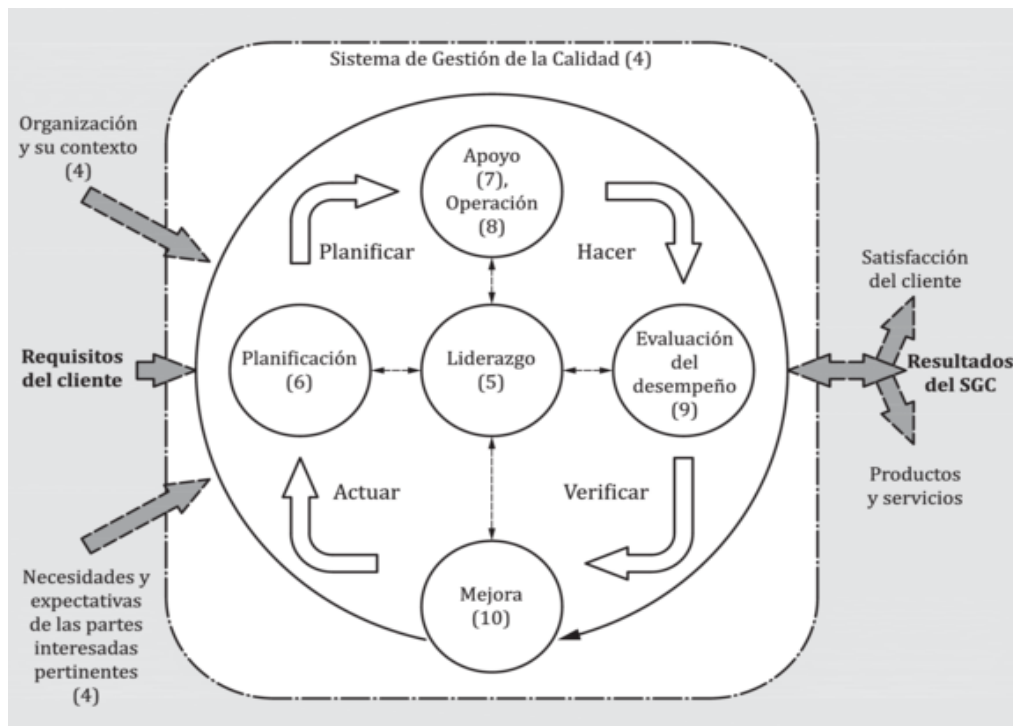 Sistema de Gestión de la Calidad (4)
Organización
y su contexto
(4)
Apoyo
(7),
Operación
(8)
Planificar
Hacer
Satisfacción
del cliente
Requisitos
del cliente
Planificación
(6)
Liderazgo
(5)
Evaluación
del
desempeño
(9)
Resultados
del SGC
Actuar
Verificar
Productos
y servicios
Necesidades y
expectativas
de las partes
interesadas
pertinentes
(4)
Mejora
(10)